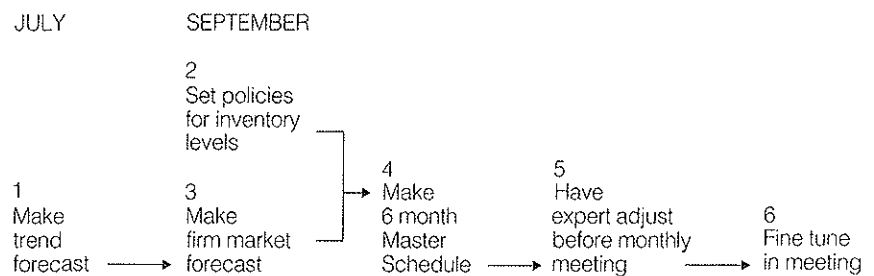 JULY
SEPTEMBER
2
Set policies
for inventory
levels
1
Make
trend
forecast
3
Make
firm market
forecast
4
Make
6 month
Master
Schedule
5
Have
expert adjust
before monthly
meeting
6
Fine tune
in meeting